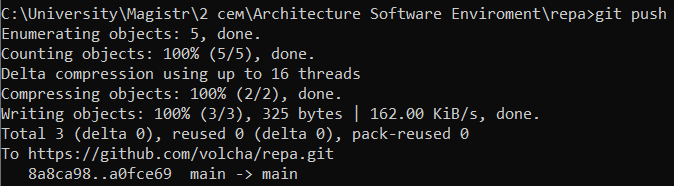 C:\University\Magistr\2 сем\Architecture Software Enviroment\repa>git push
Enumerating objects: 5, done.
Counting objects: 100% (5/5), done.
Delta compression using up to 16 threads
Compressing objects: 100% (2/2), done.
Writing objects: 100% (3/3), 325 bytes | 162.00 KiB/s, done.
Total 3 (delta 0), reused 0 (delta 0), pack-reused 0
To https://github.com/volcha/repa.git
   8a8ca98..a0fce69  main -> main